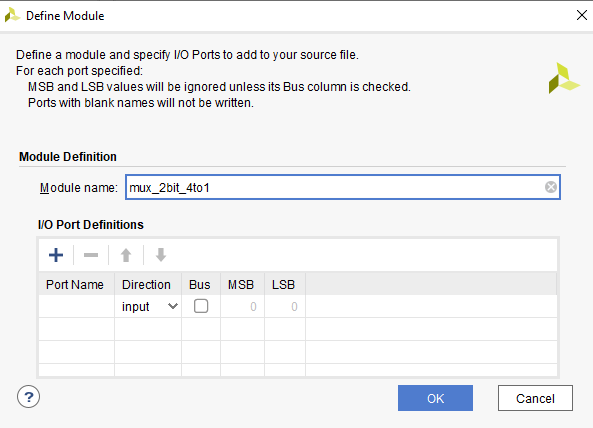 Define Module
Define a module and specify I/O Ports to add to your source file.
For each port specified:
MSB and LSB values will be ignored unless its Bus column is checked.
Ports with blank names will not be written.
Module Definition
Module name: mux_2bit_4to1
I/O Port Definitions
Port Name Direction Bus MSB LSB
input 0 0
? OK Cancel